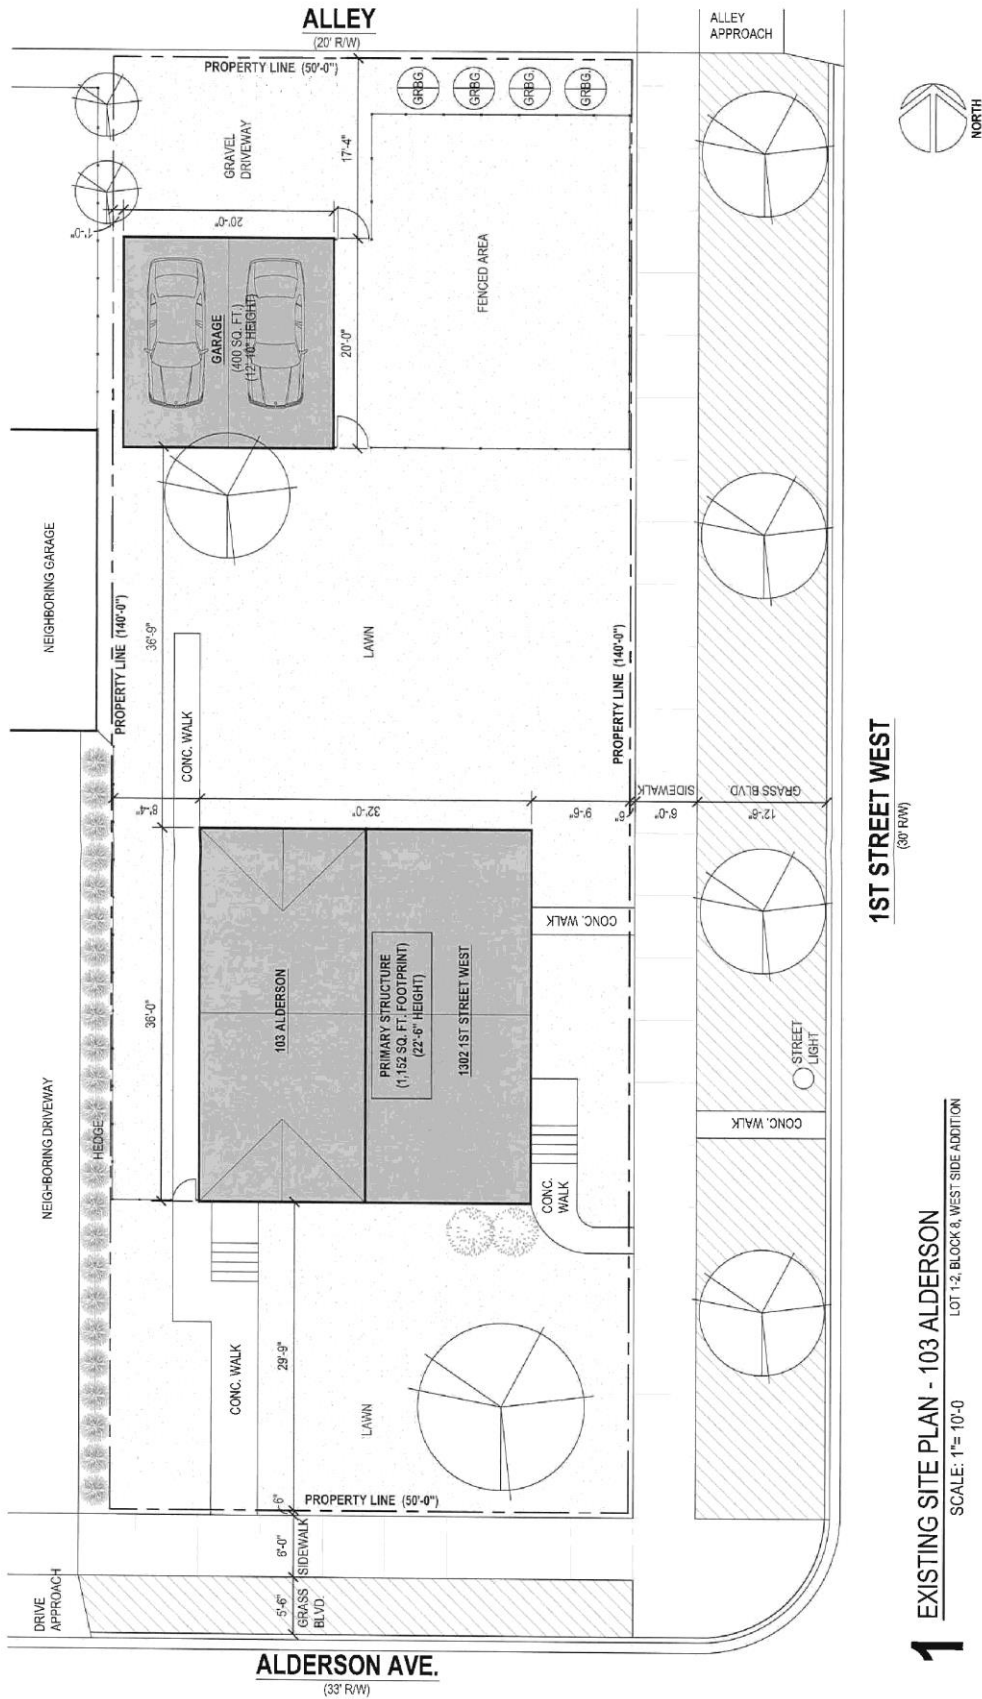 ALLEY
(20' R/W)
ALLEY
APPROACH
PROPERTY LINE (50'-0")
GRBG.
GRBG.
GRBG.
GRBG.
GRAVEL
DRIVEWAY
17'-4"
NORTH
1'-0"
20'-0"
FENCED AREA
GARAGE
(400 SQ. FT.)
(12'-10" HEIGHT)
20'-0"
NEIGHBORING GARAGE
PROPERTY LINE (140'-0")
36'-9"
LAWN
PROPERTY LINE (140'-0")
CONC. WALK
8'-4"
32'-0"
9'-6"
6"
SIDEWALK
6'-0"
GRASS BLVD.
12'-6"
1ST STREET WEST
(30' R/W)
CONC. WALK
36'-0"
103 ALDERSON
PRIMARY STRUCTURE
(1,152 SQ. FT. FOOTPRINT)
(22'-6" HEIGHT)
1302 1ST STREET WEST
STREET
LIGHT
NEIGHBORING DRIVEWAY
HEDGE
CONC. WALK
CONC.
WALK
CONC. WALK
29'-9"
LAWN
6"
PROPERTY LINE (50'-0")
6'-0"
SIDEWALK
DRIVE
APPROACH
5'-6"
GRASS
BLVD.
ALDERSON AVE.
(33' R/W)
1
EXISTING SITE PLAN - 103 ALDERSON
SCALE: 1"= 10'-0
LOT 1-2, BLOCK 8, WEST SIDE ADDITION